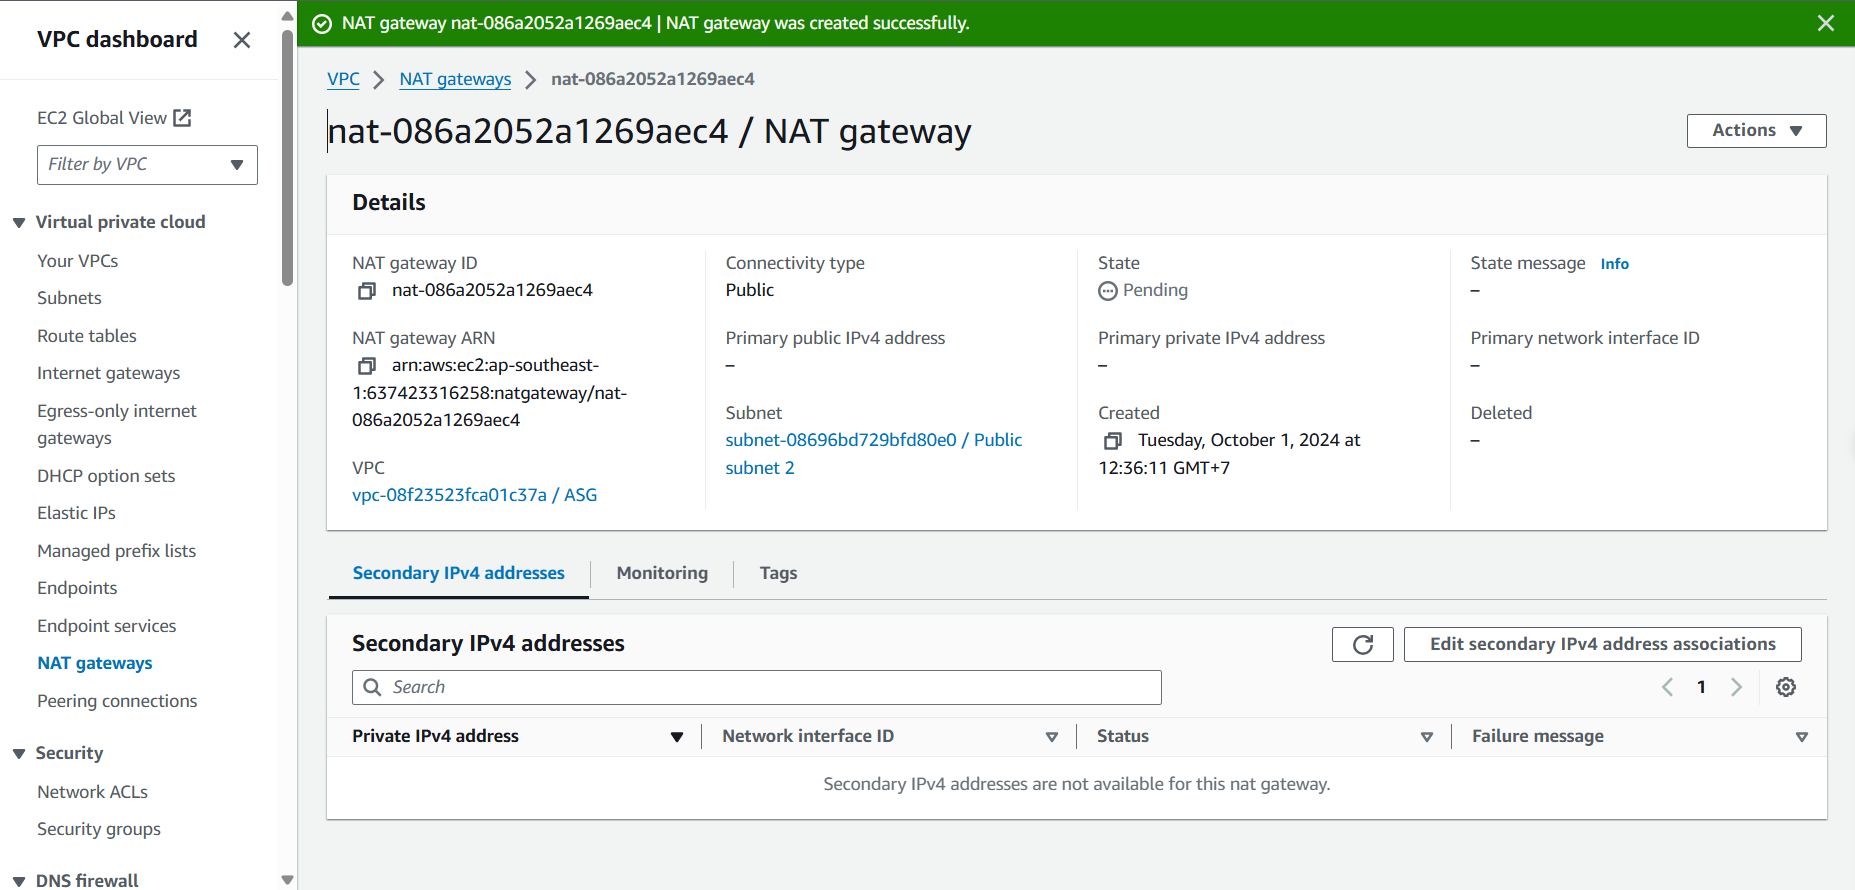 NAT gateway nat-086a2052a1269aec4 | NAT gateway was created successfully.
VPC dashboard
EC2 Global View
Filter by VPC
Virtual private cloud
Your VPCs
Subnets
Route tables
Internet gateways
Egress-only internet
gateways
DHCP option sets
Elastic IPs
Managed prefix lists
Endpoints
Endpoint services
NAT gateways
Peering connections
Security
Network ACLs
Security groups
DNS firewall
VPC > NAT gateways > nat-086a2052a1269aec4
nat-086a2052a1269aec4 / NAT gateway
Actions
Details
NAT gateway ID
nat-086a2052a1269aec4
NAT gateway ARN
arn:aws:ec2:ap-southeast-
1:637423316258:natgateway/nat-
086a2052a1269aec4
VPC
vpc-08f23523fca01c37a / ASG
Connectivity type
Public
Primary public IPv4 address
–
Subnet
subnet-08696bd729bfd80e0 / Public
subnet 2
State
Pending
Primary private IPv4 address
–
Created
Tuesday, October 1, 2024 at
12:36:11 GMT+7
State message Info
–
Primary network interface ID
–
Deleted
–
Secondary IPv4 addresses
Monitoring
Tags
Secondary IPv4 addresses
Edit secondary IPv4 address associations
Search
1
Private IPv4 address
Network interface ID
Status
Failure message
Secondary IPv4 addresses are not available for this nat gateway.